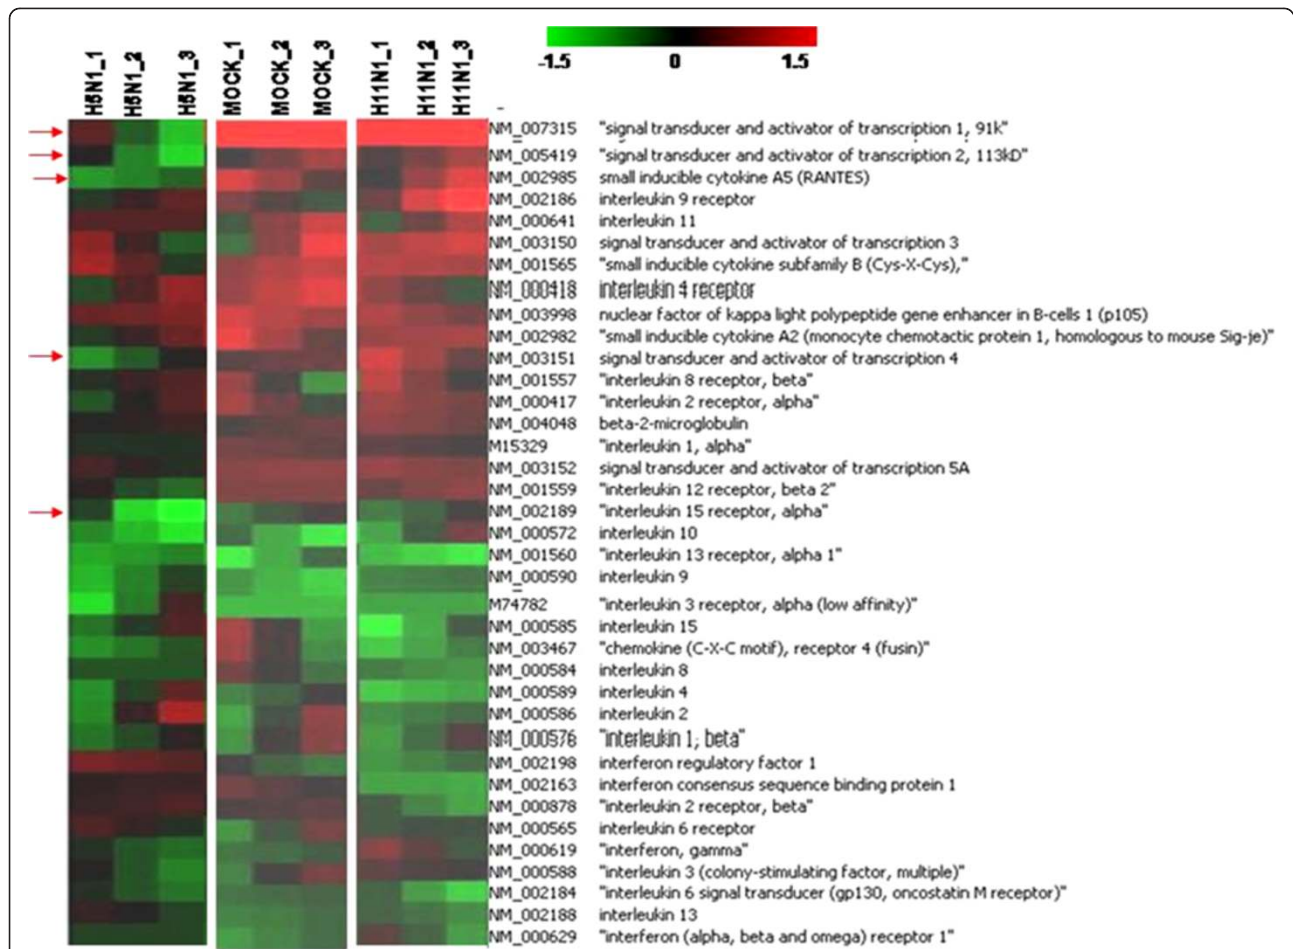 -1.5 0 1.5
H5N1_1 H5N1_2 H5N1_3 MOCK_1 MOCK_2 MOCK_3 H11N1_1 H11N1_2 H11N1_3
NM_007315 "signal transducer and activator of transcription 1, 91k"
NM_005419 "signal transducer and activator of transcription 2, 113kD"
NM_002985 small inducible cytokine A5 (RANTES)
NM_002186 interleukin 9 receptor
NM_000641 interleukin 11
NM_003150 signal transducer and activator of transcription 3
NM_001565 "small inducible cytokine subfamily B (Cys-X-Cys),"
NM_000418 interleukin 4 receptor
NM_003998 nuclear factor of kappa light polypeptide gene enhancer in B-cells 1 (p105)
NM_002982 "small inducible cytokine A2 (monocyte chemotactic protein 1, homologous to mouse Sig-je)"
NM_003151 signal transducer and activator of transcription 4
NM_001557 "interleukin 8 receptor, beta"
NM_000417 "interleukin 2 receptor, alpha"
NM_004048 beta-2-microglobulin
M15329 "interleukin 1, alpha"
NM_003152 signal transducer and activator of transcription 5A
NM_001559 "interleukin 12 receptor, beta 2"
NM_002189 "interleukin 15 receptor, alpha"
NM_000572 interleukin 10
NM_001560 "interleukin 13 receptor, alpha 1"
NM_000590 interleukin 9
M74782 "interleukin 3 receptor, alpha (low affinity)"
NM_000585 interleukin 15
NM_003467 "chemokine (C-X-C motif), receptor 4 (fusin)"
NM_000584 interleukin 8
NM_000589 interleukin 4
NM_000586 interleukin 2
NM_000576 "interleukin 1, beta"
NM_002198 interferon regulatory factor 1
NM_002163 interferon consensus sequence binding protein 1
NM_000878 "interleukin 2 receptor, beta"
NM_000565 interleukin 6 receptor
NM_000619 "interferon, gamma"
NM_000588 "interleukin 3 (colony-stimulating factor, multiple)"
NM_002184 "interleukin 6 signal transducer (gp130, oncostatin M receptor)"
NM_002188 interleukin 13
NM_000629 "interferon (alpha, beta and omega) receptor 1"